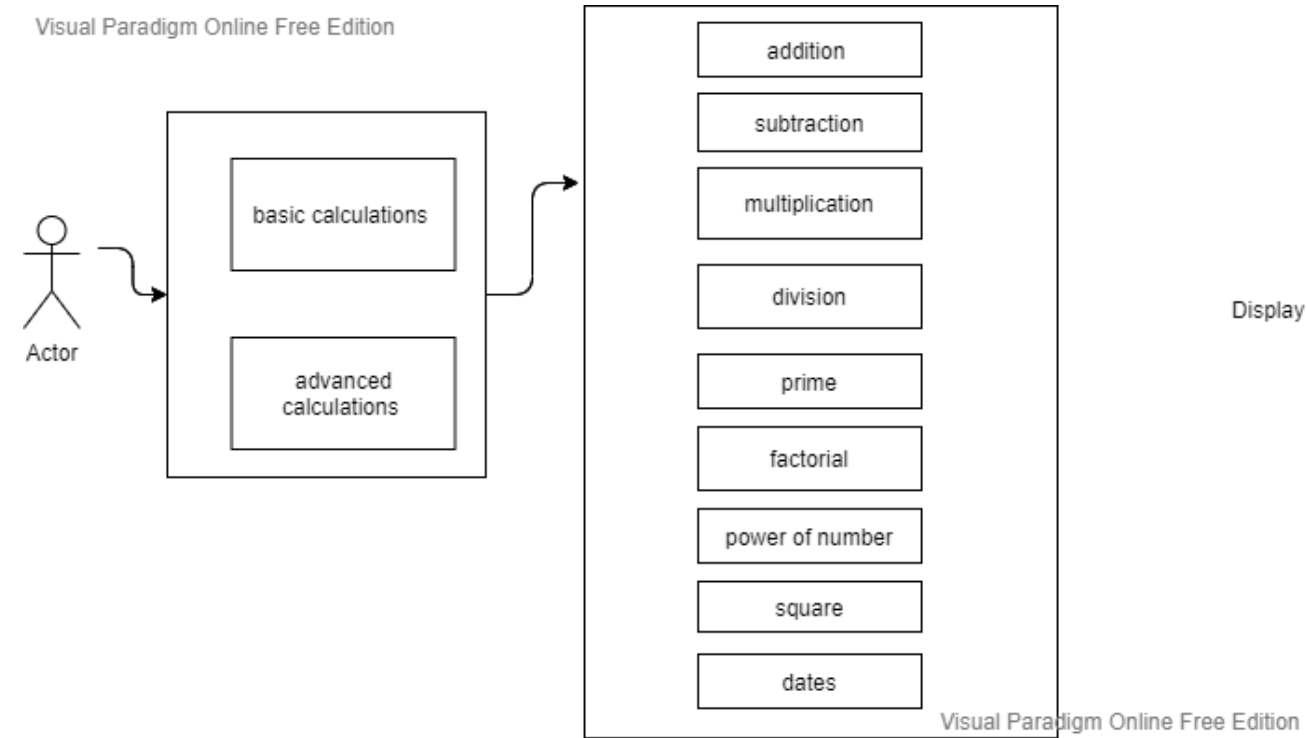 Visual Paradigm Online Free Edition
Actor
basic calculations
advanced
calculations
addition
subtraction
multiplication
division
prime
factorial
power of number
square
dates
Display
Visual Paradigm Online Free Edition